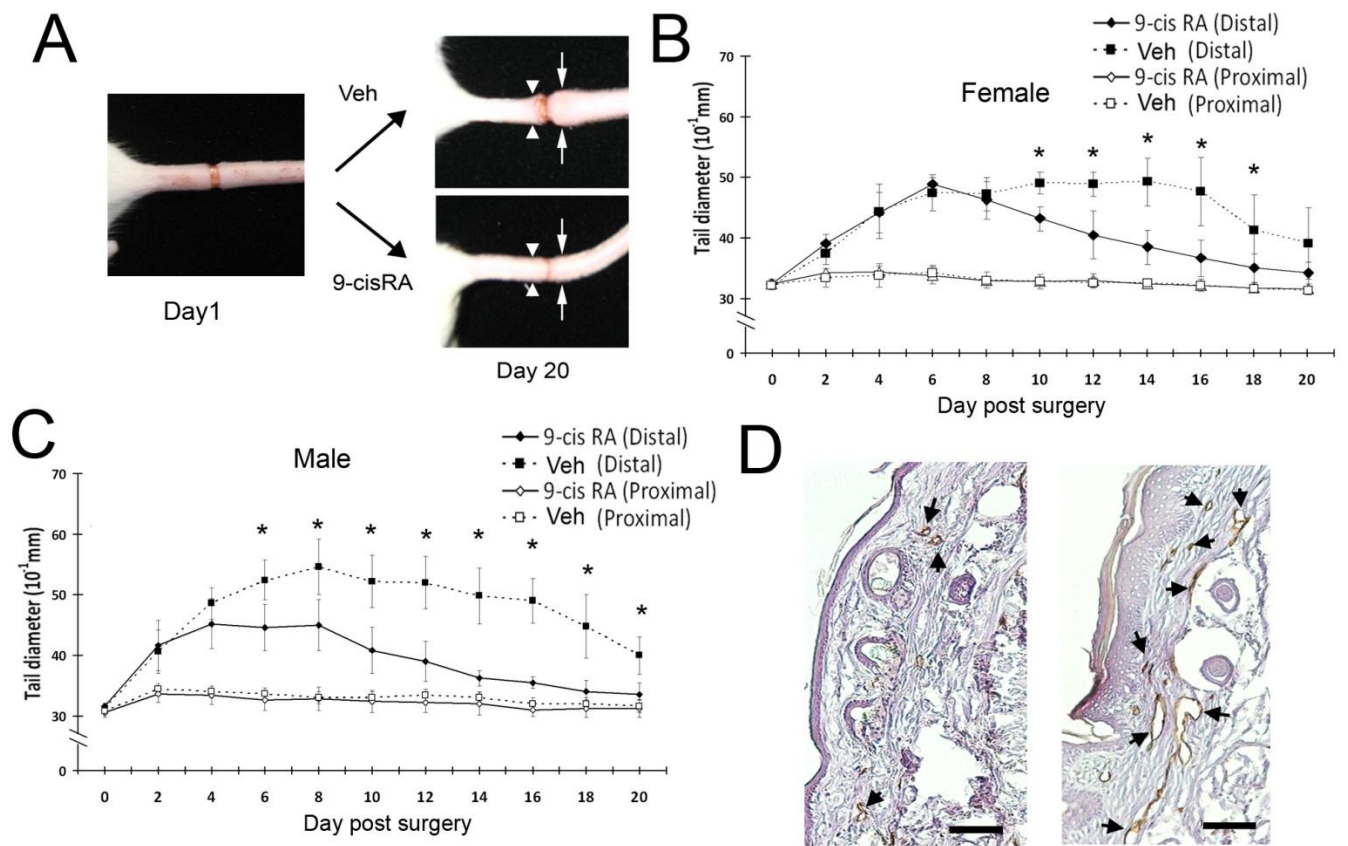 A
Veh
9-cisRA
Day1
Day 20
B
Female
9-cis RA (Distal)
Veh (Distal)
9-cis RA (Proximal)
Veh (Proximal)
Tail diameter (10-1 mm)
70
60
50
40
30
0
* * * * *
0 2 4 6 8 10 12 14 16 18 20
Day post surgery
C
Male
9-cis RA (Distal)
Veh (Distal)
9-cis RA (Proximal)
Veh (Proximal)
Tail diameter (10-1 mm)
70
60
50
40
30
0
* * * * * * * *
0 2 4 6 8 10 12 14 16 18 20
Day post surgery
D